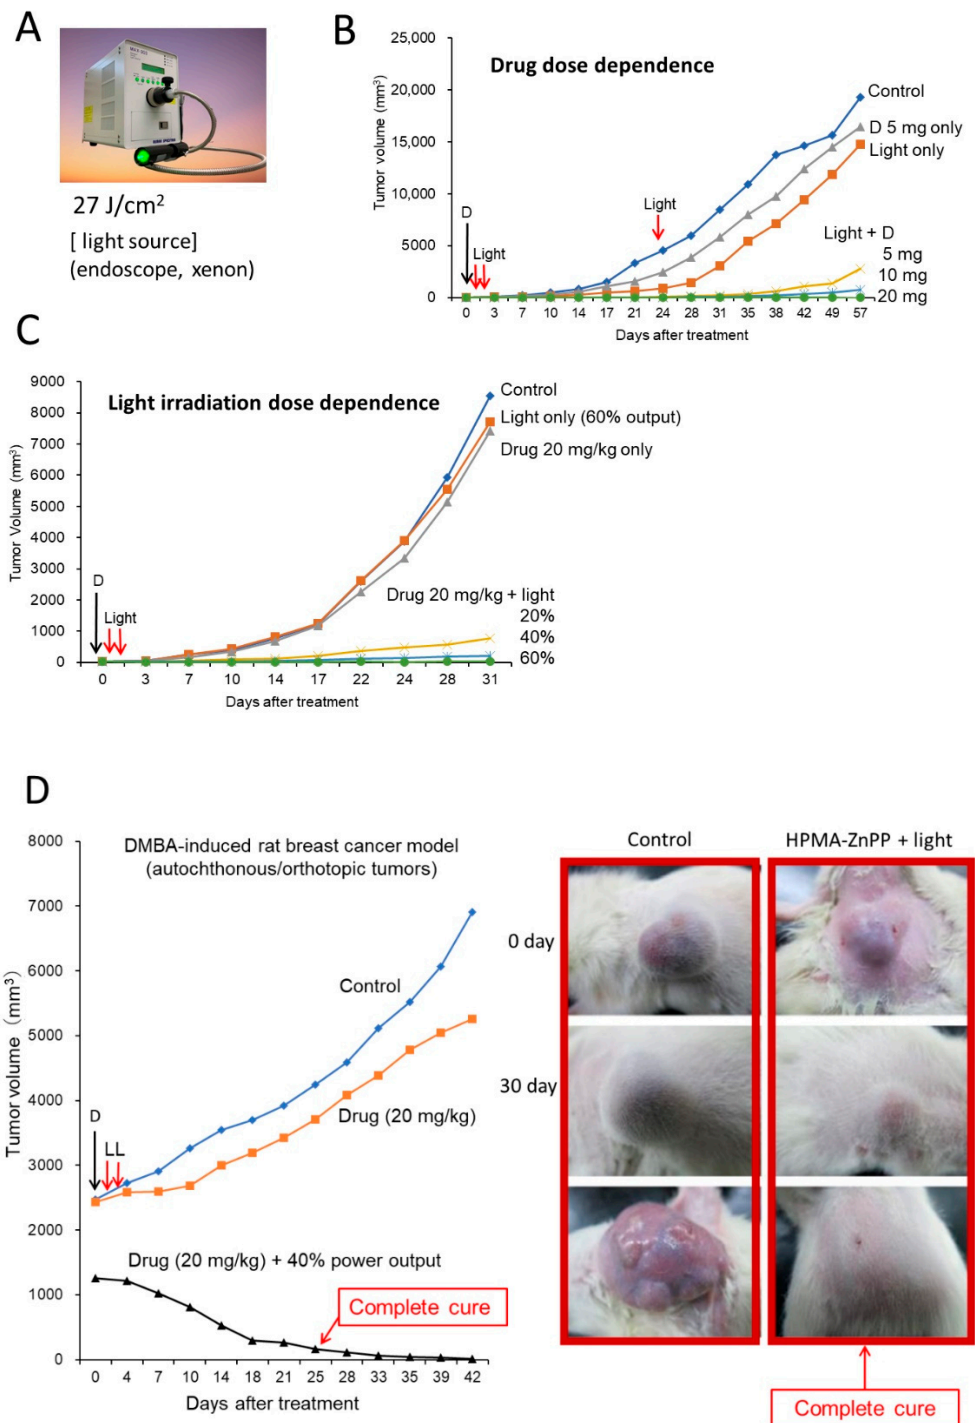 A
27 J/cm²
[ light source]
(endoscope, xenon)
B
Drug dose dependence
Tumor volume (mm³)
25,000
20,000
15,000
10,000
5000
0
D
Light
Light
Control
D 5 mg only
Light only
Light + D
5 mg
10 mg
20 mg
0 3 7 10 14 17 21 24 28 31 35 38 42 49 57
Days after treatment
C
Light irradiation dose dependence
Tumor Volume (mm³)
9000
8000
7000
6000
5000
4000
3000
2000
1000
0
D
Light
Control
Light only (60% output)
Drug 20 mg/kg only
Drug 20 mg/kg + light
20%
40%
60%
0 3 7 10 14 17 22 24 28 31
Days after treatment
D
DMBA-induced rat breast cancer model
(autochthonous/orthotopic tumors)
Tumor volume (mm³)
8000
7000
6000
5000
4000
3000
2000
1000
0
D
LL
Control
Drug (20 mg/kg)
Drug (20 mg/kg) + 40% power output
Complete cure
0 4 7 10 14 18 21 25 28 33 35 39 42
Days after treatment
Control
HPMA-ZnPP + light
0 day
30 day
Complete cure